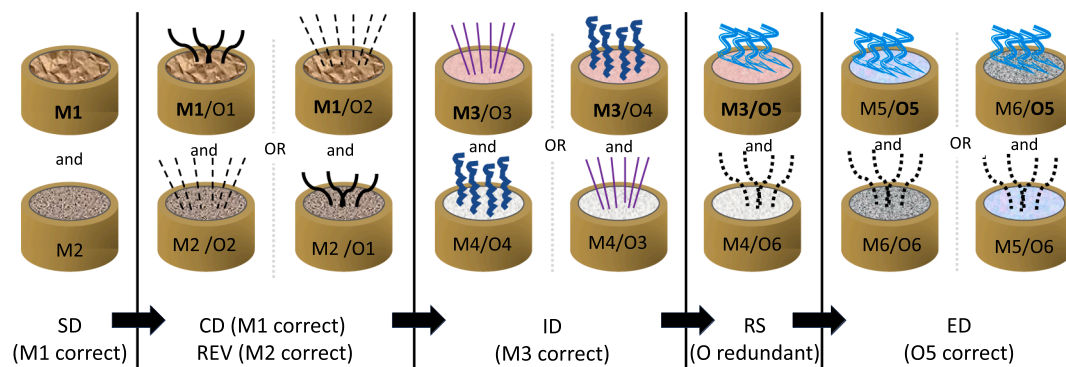 M1
and
M2
M1/O1
and
M2 /O2
OR
M1/O2
and
M2 /O1
M3/O3
and
M4/O4
OR
M3/O4
and
M4/O3
M3/O5
and
M4/O6
M5/O5
and
M6/O6
OR
M6/O5
and
M5/O6
SD
(M1 correct)
CD (M1 correct)
REV (M2 correct)
ID
(M3 correct)
RS
(O redundant)
ED
(O5 correct)